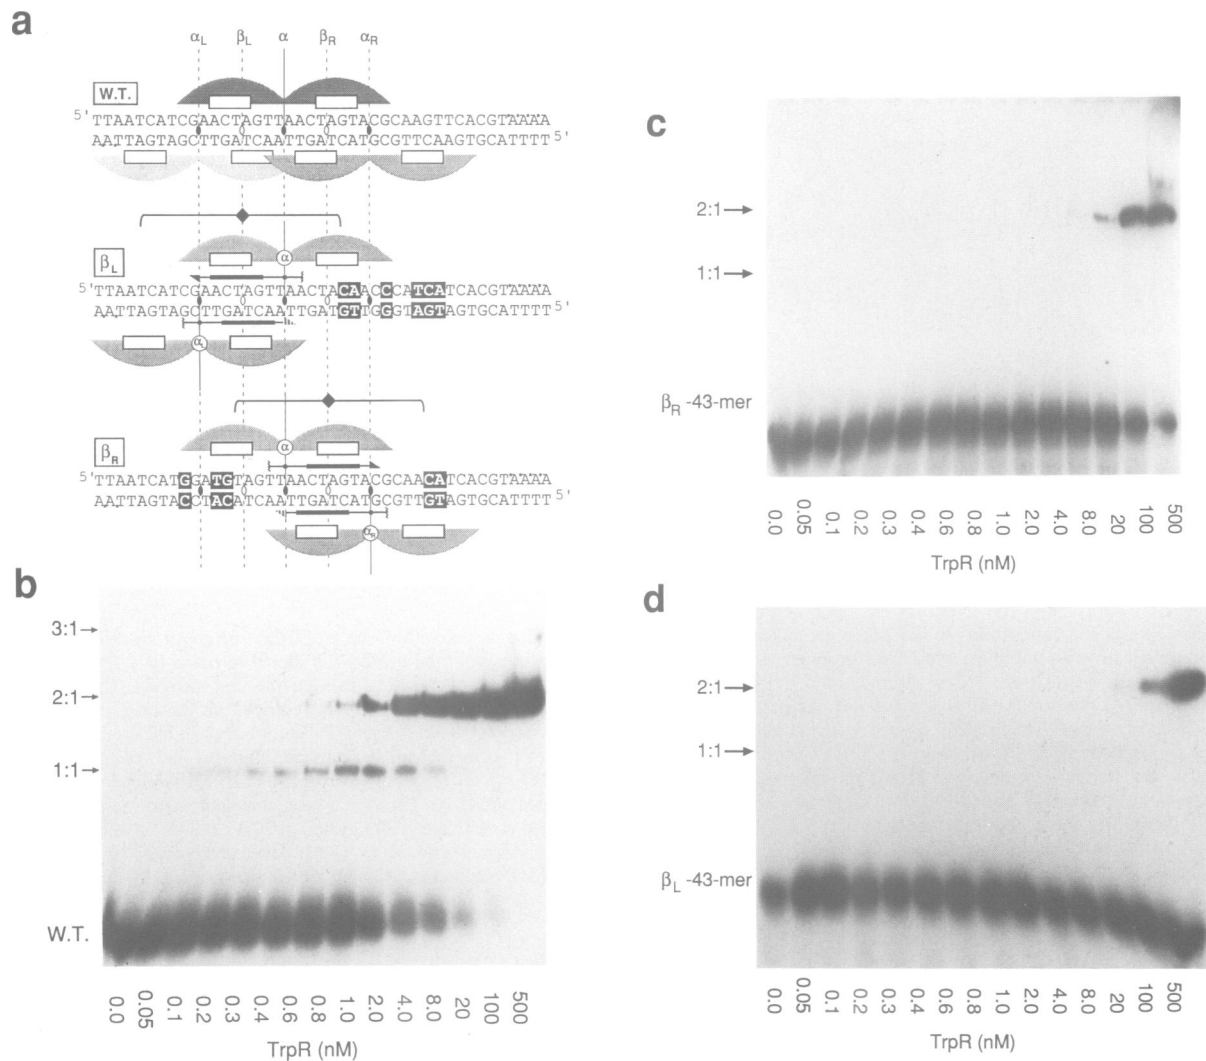 a
αL βL α βR αR
W.T.
5' TTAATCATCGAACTAGTTAACTAGTACGCAAGTTCACGTAAAA
AATTAGTAGCTTGATCAATTGATCATGCGTTCAAGTGCATTTT 5'
α
βL
5' TTAATCATCGAACTAGTTAACTACAACCCATCATCACGTAAAA
AATTAGTAGCTTGATCAATTGATGTTGGGTAGTAGTGCATTTT 5'
αL
α
βR
5' TTAATCATGGATGTAGTTAACTAGTACGCAACATCACGTAAAA
AATTAGTACCTACATCAATTGATCATGCGTTGTAGTGCATTTT 5'
αR
b
3:1
2:1
1:1
W.T.
0.0 0.05 0.1 0.2 0.3 0.4 0.6 0.8 1.0 2.0 4.0 8.0 20 100 500
TrpR (nM)
c
2:1
1:1
βR -43-mer
0.0 0.05 0.1 0.2 0.3 0.4 0.6 0.8 1.0 2.0 4.0 8.0 20 100 500
TrpR (nM)
d
2:1
1:1
βL -43-mer
0.0 0.05 0.1 0.2 0.3 0.4 0.6 0.8 1.0 2.0 4.0 8.0 20 100 500
TrpR (nM)